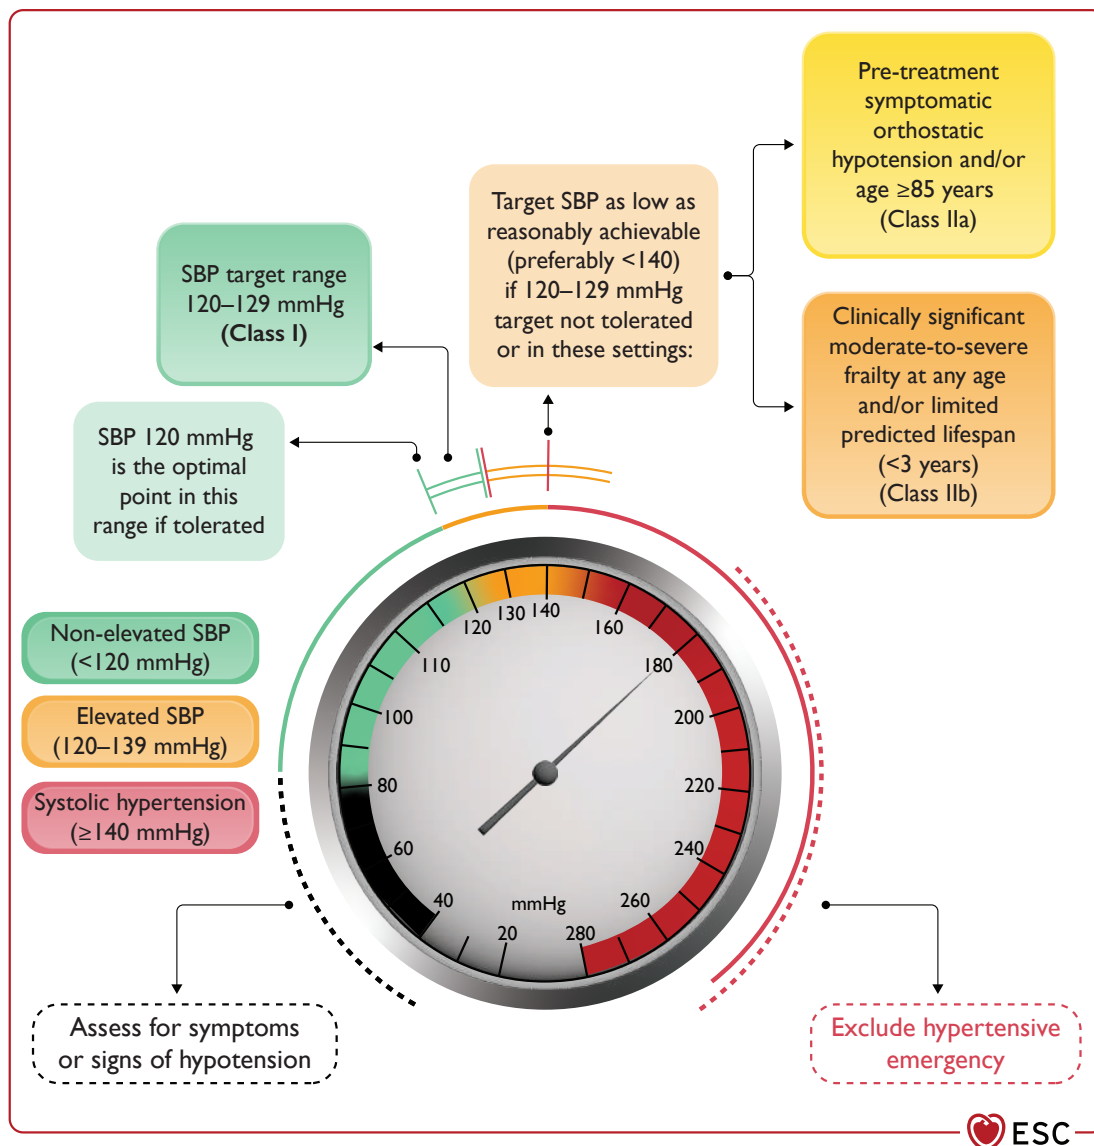 Pre-treatment
symptomatic
orthostatic
hypotension and/or
age ≥85 years
(Class IIa)
Target SBP as low as
reasonably achievable
(preferably <140)
if 120–129 mmHg
target not tolerated
or in these settings:
SBP target range
120–129 mmHg
(Class I)
Clinically significant
moderate-to-severe
frailty at any age
and/or limited
predicted lifespan
(<3 years)
(Class IIb)
SBP 120 mmHg
is the optimal
point in this
range if tolerated
Non-elevated SBP
(<120 mmHg)
Elevated SBP
(120–139 mmHg)
Systolic hypertension
(≥140 mmHg)
20
40
60
80
100
110
120
130
140
160
180
200
220
240
260
280
mmHg
Assess for symptoms
or signs of hypotension
Exclude hypertensive
emergency
ESC